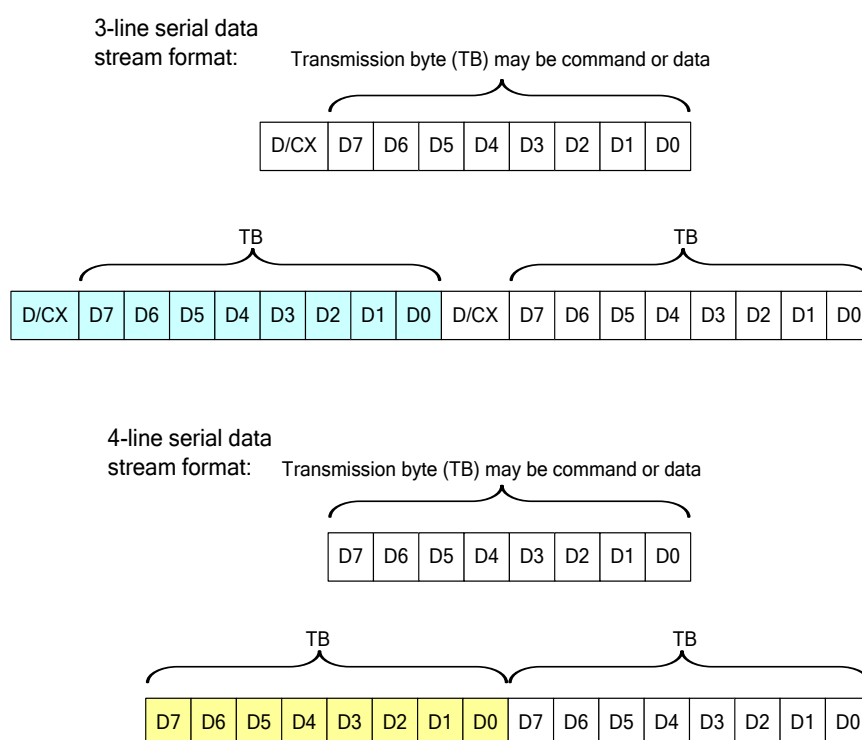 3-line serial data
stream format:
Transmission byte (TB) may be command or data
D/CX D7 D6 D5 D4 D3 D2 D1 D0
TB TB
D/CX D7 D6 D5 D4 D3 D2 D1 D0 D/CX D7 D6 D5 D4 D3 D2 D1 D0
4-line serial data
stream format:
Transmission byte (TB) may be command or data
D7 D6 D5 D4 D3 D2 D1 D0
TB TB
D7 D6 D5 D4 D3 D2 D1 D0 D7 D6 D5 D4 D3 D2 D1 D0